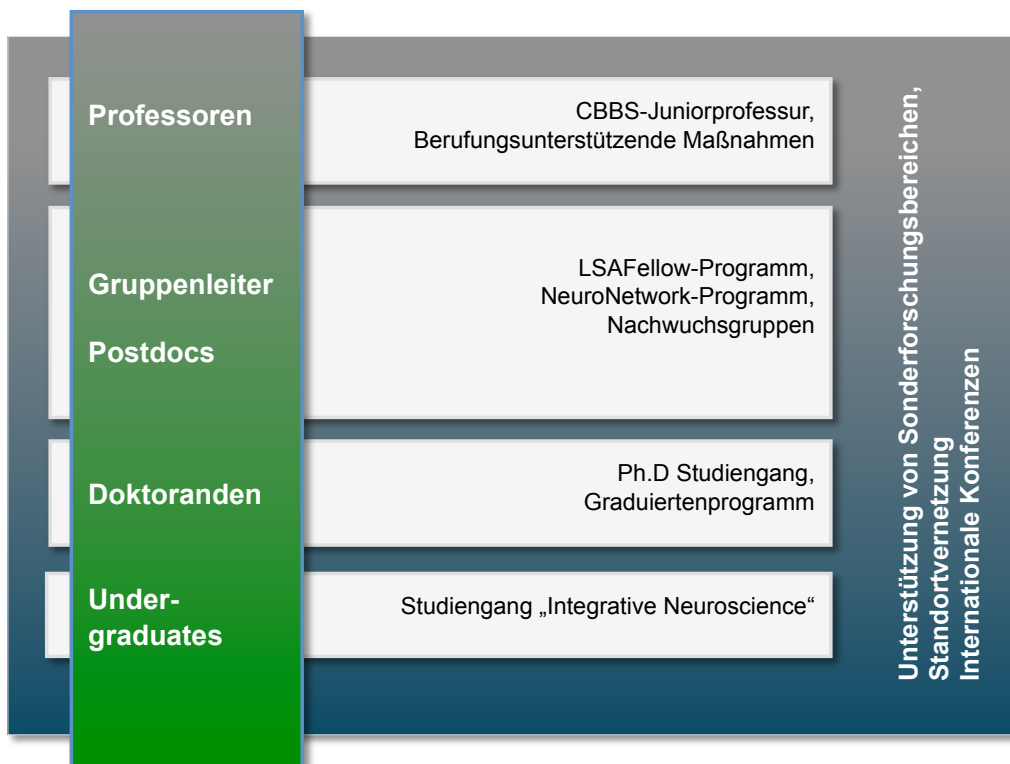 Professoren
CBBS-Juniorprofessur,
Berufungsunterstützende Maßnahmen
Gruppenleiter
Postdocs
LSAFellow-Programm,
NeuroNetwork-Programm,
Nachwuchsgruppen
Doktoranden
Ph.D Studiengang,
Graduiertenprogramm
Under-
graduates
Studiengang „Integrative Neuroscience“
Unterstützung von Sonderforschungsbereichen,
Standortvernetzung
Internationale Konferenzen